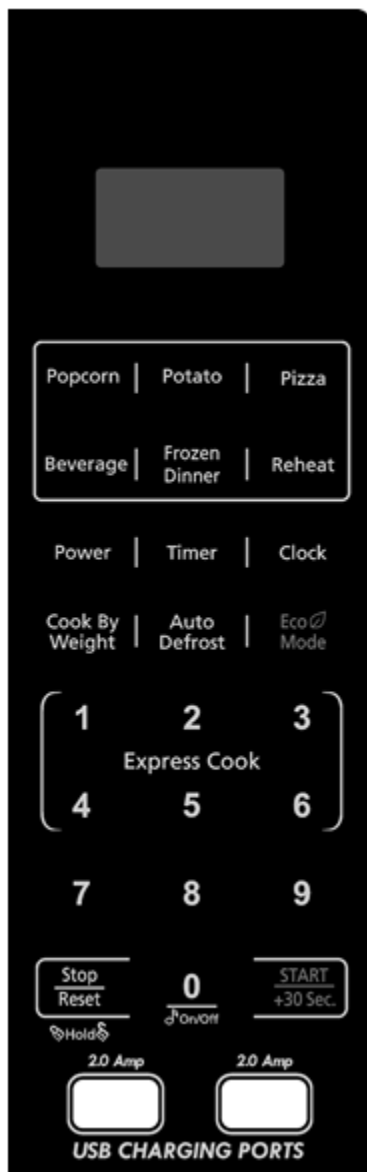 Popcorn Potato Pizza
Beverage Frozen Dinner Reheat
Power Timer Clock
Cook By Weight Auto Defrost Eco Mode
1 2 3
Express Cook
4 5 6
7 8 9
Stop
Reset
Hold
0
On/Off
START
+30 Sec.
2.0 Amp 2.0 Amp
USB CHARGING PORTS